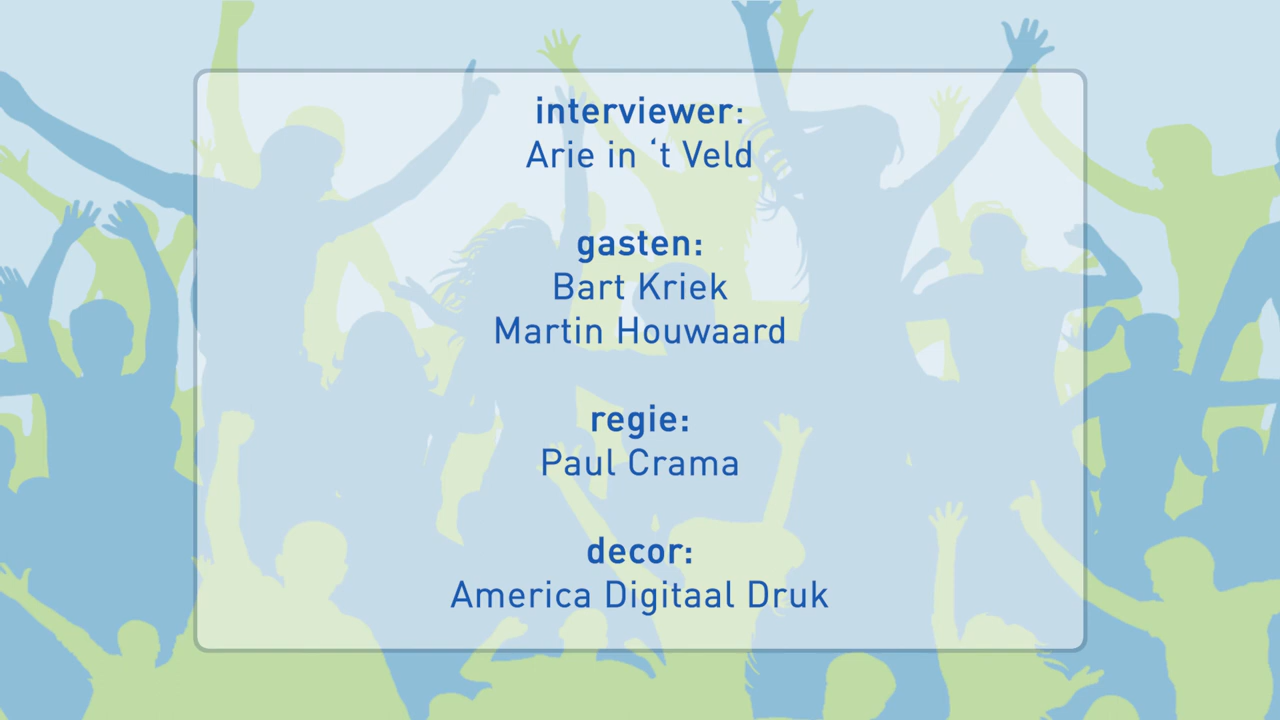 interviewer:
Arie in ‘t Veld
gasten:
Bart Kriek
Martin Houwaard
regie:
Paul Crama
decor:
America Digitaal Druk